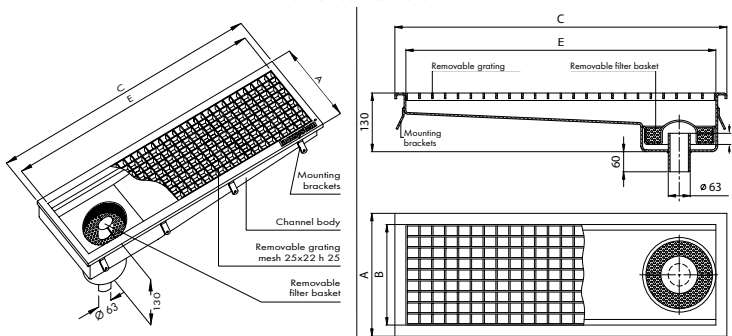 C
E
A
Mounting
brackets
Channel body
Removable grating
mesh 25x22 h 25
Removable
filter basket
Ø 63
130
C
E
Removable grating
Removable filter basket
130
Mounting
brackets
60
Ø 63
A
B